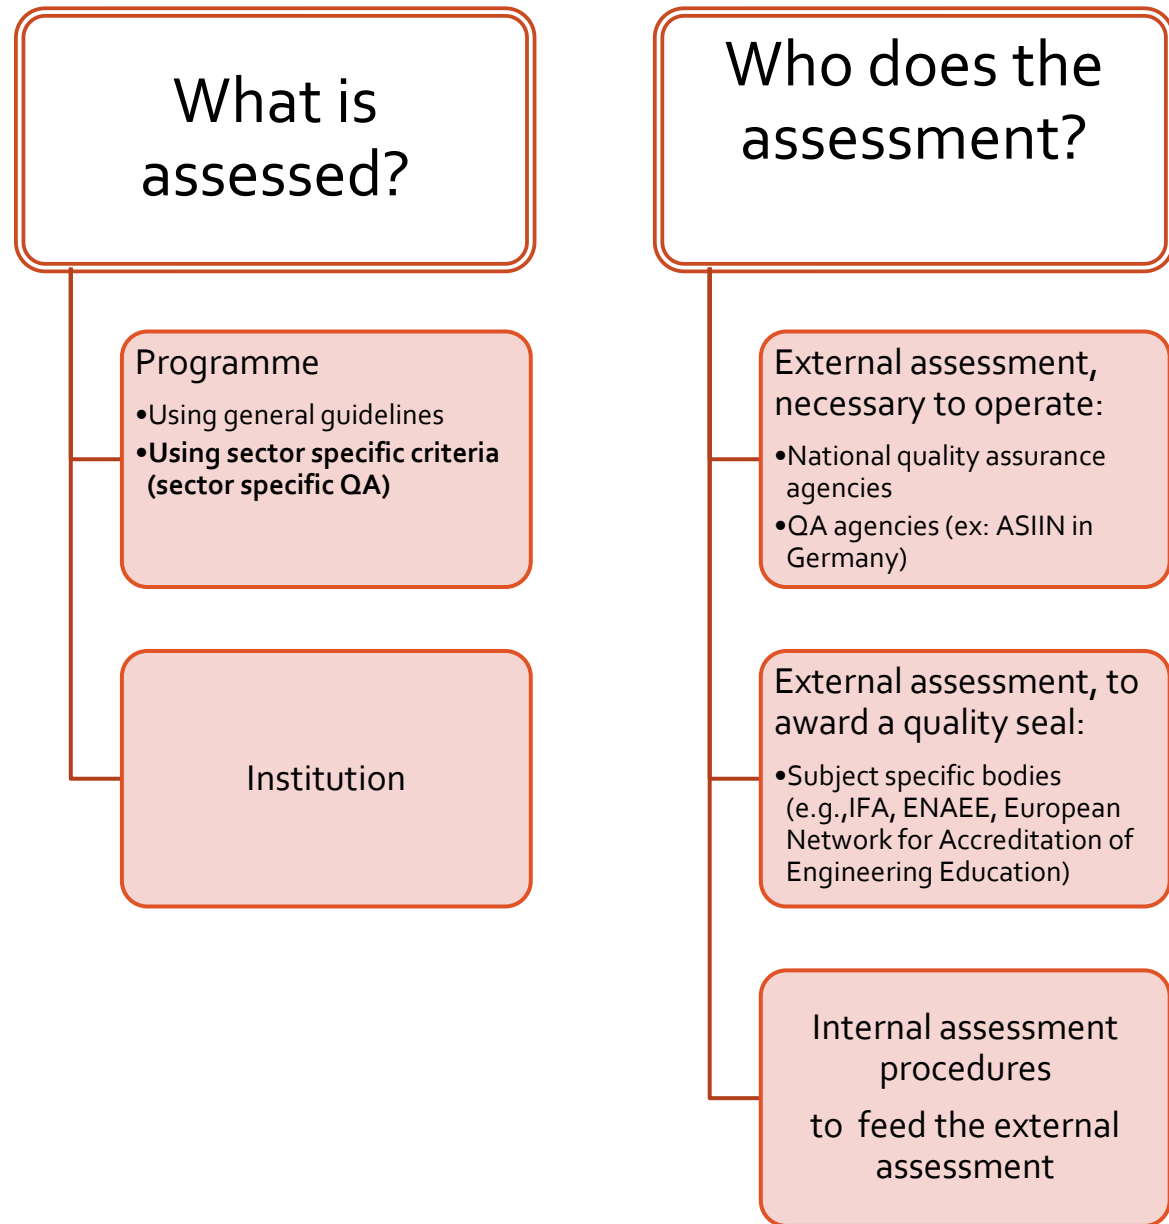 What is
assessed?
Programme
•Using general guidelines
•Using sector specific criteria
(sector specific QA)
Institution
Who does the
assessment?
External assessment,
necessary to operate:
•National quality assurance
agencies
•QA agencies (ex: ASIIN in
Germany)
External assessment, to
award a quality seal:
•Subject specific bodies
(e.g.,IFA, ENAEE, European
Network for Accreditation of
Engineering Education)
Internal assessment
procedures
to feed the external
assessment